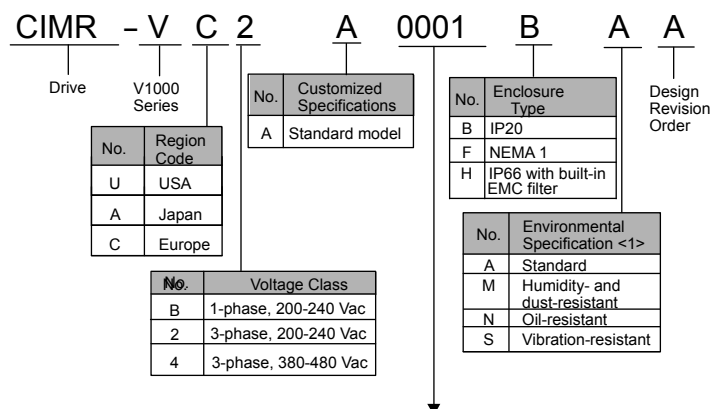 CIMR - V C 2 A 0001 B A A
Drive
V1000
Series
Design
Revision
Order
No. Customized
Specifications
A Standard model
No. Enclosure
Type
B IP20
F NEMA 1
H IP66 with built-in
EMC filter
No. Region
Code
U USA
A Japan
C Europe
No. Environmental
Specification <1>
A Standard
M Humidity- and
dust-resistant
N Oil-resistant
S Vibration-resistant
No. Voltage Class
B 1-phase, 200-240 Vac
2 3-phase, 200-240 Vac
4 3-phase, 380-480 Vac